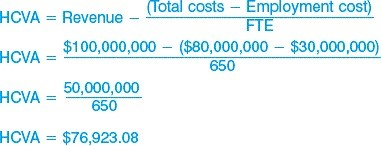 HCVA = Revenue − (Total costs − Employment cost) / FTE
HCVA = $100,000,000 − ($80,000,000 − $30,000,000) / 650
HCVA = 50,000,000 / 650
HCVA = $76,923.08